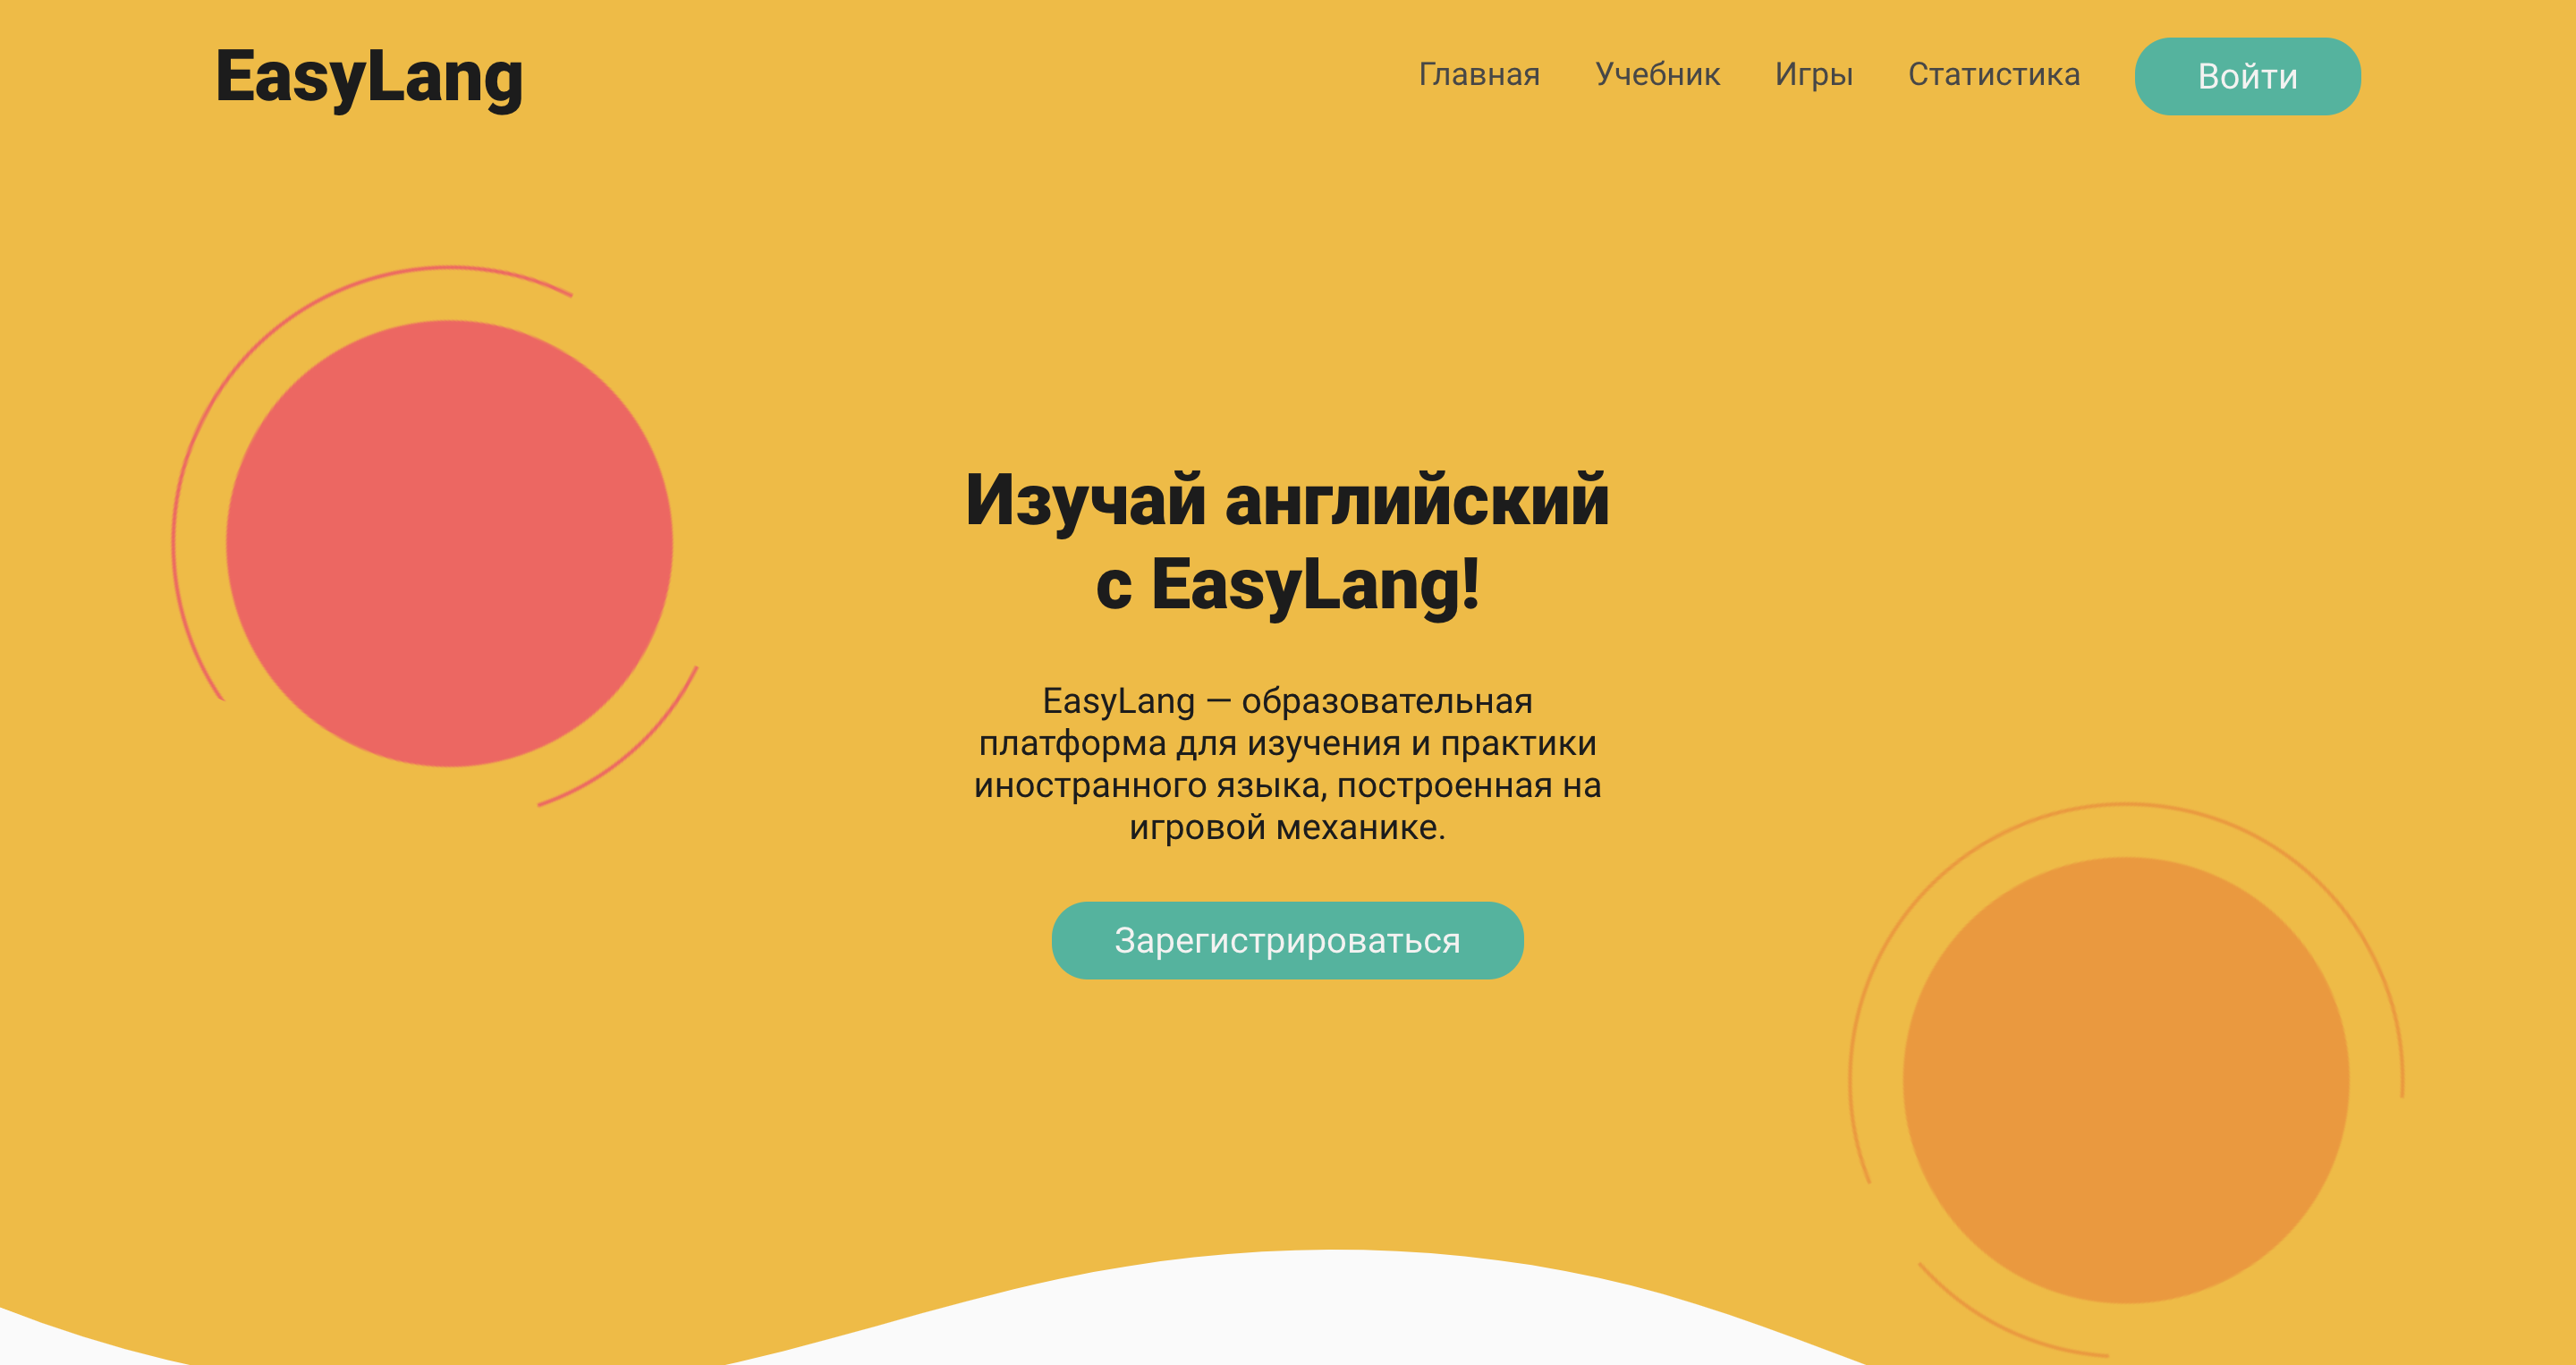 EasyLang
Главная Учебник Игры Статистика Войти
Изучай английский
с EasyLang!
EasyLang — образовательная
платформа для изучения и практики
иностранного языка, построенная на
игровой механике.
Зарегистрироваться